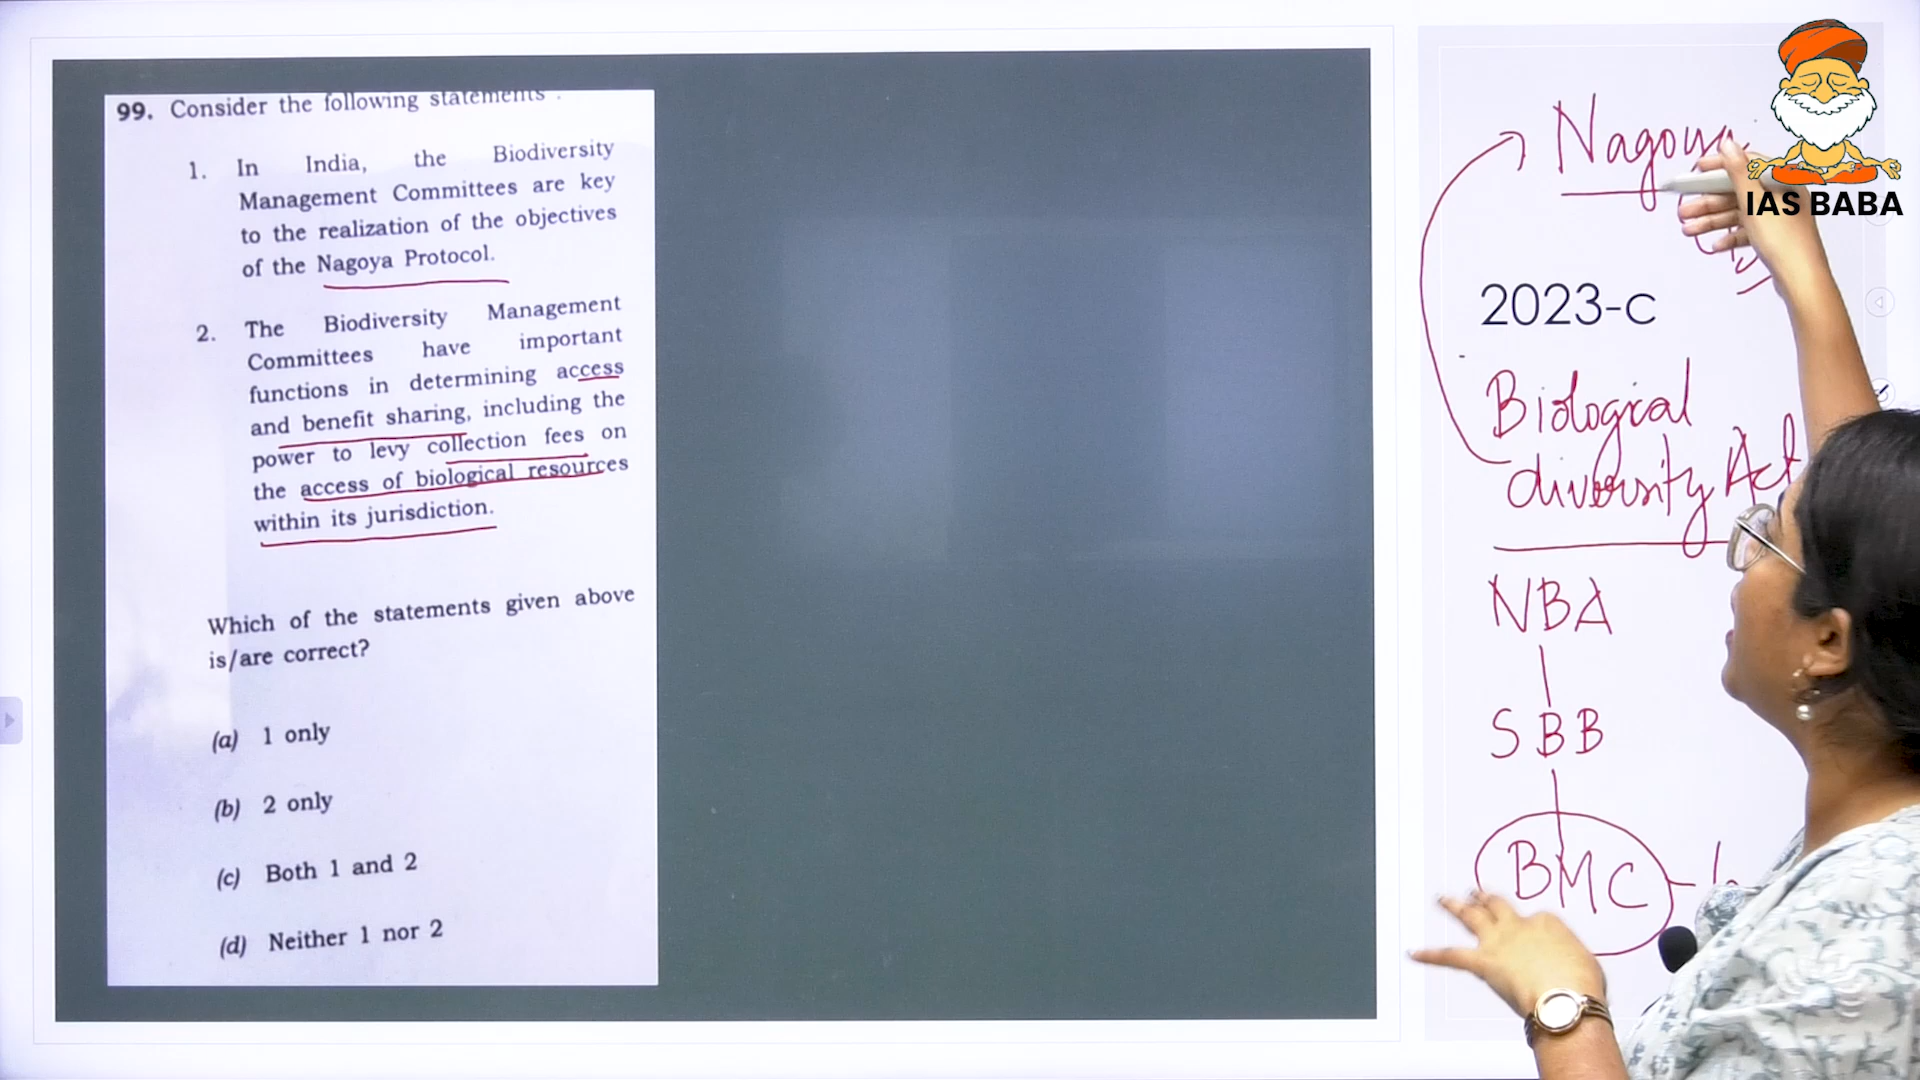 99. Consider the following statements :
1. In India, the Biodiversity
Management Committees are key
to the realization of the objectives
of the Nagoya Protocol.
2. The Biodiversity Management
Committees have important
functions in determining access
and benefit sharing, including the
power to levy collection fees on
the access of biological resources
within its jurisdiction.
Which of the statements given above
is/are correct?
(a) 1 only
(b) 2 only
(c) Both 1 and 2
(d) Neither 1 nor 2
Nagoya
IAS BABA
2023-c
Biological
diversity Act
NBA
SBB
BMC